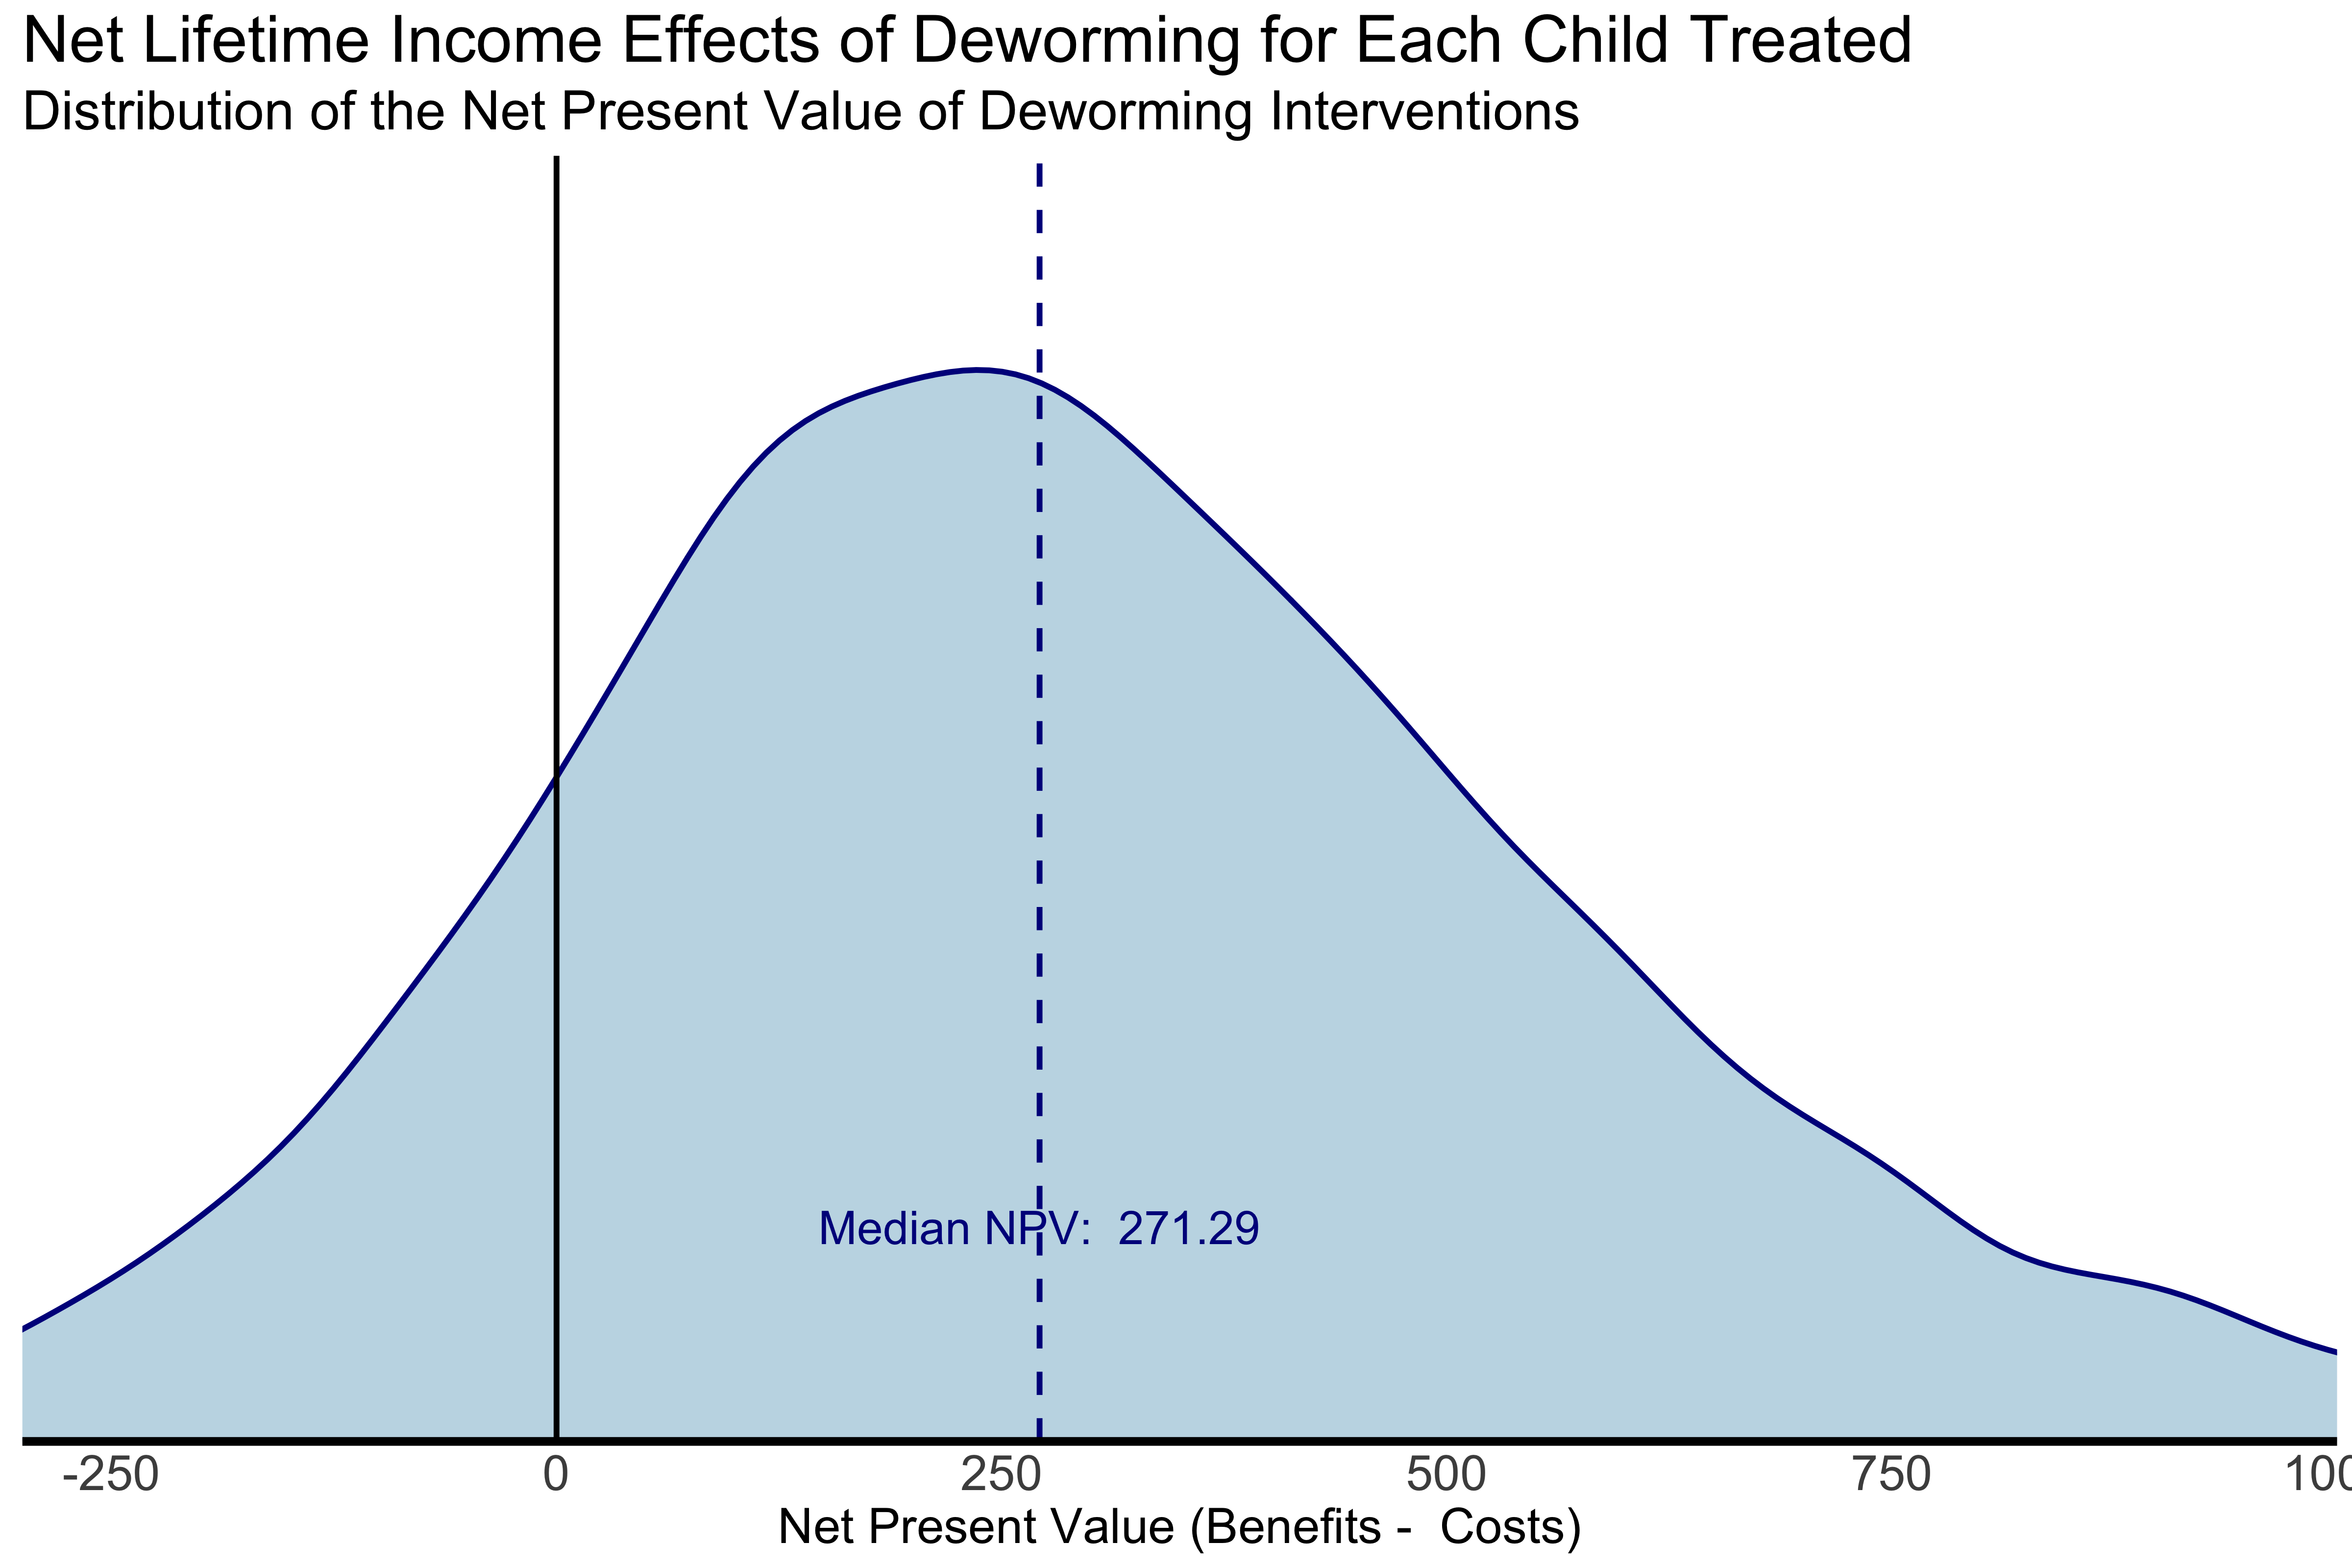 Net Lifetime Income Effects of Deworming for Each Child Treated
Distribution of the Net Present Value of Deworming Interventions
Median NPV:  271.29
-250 0 250 500 750 100
Net Present Value (Benefits -  Costs)